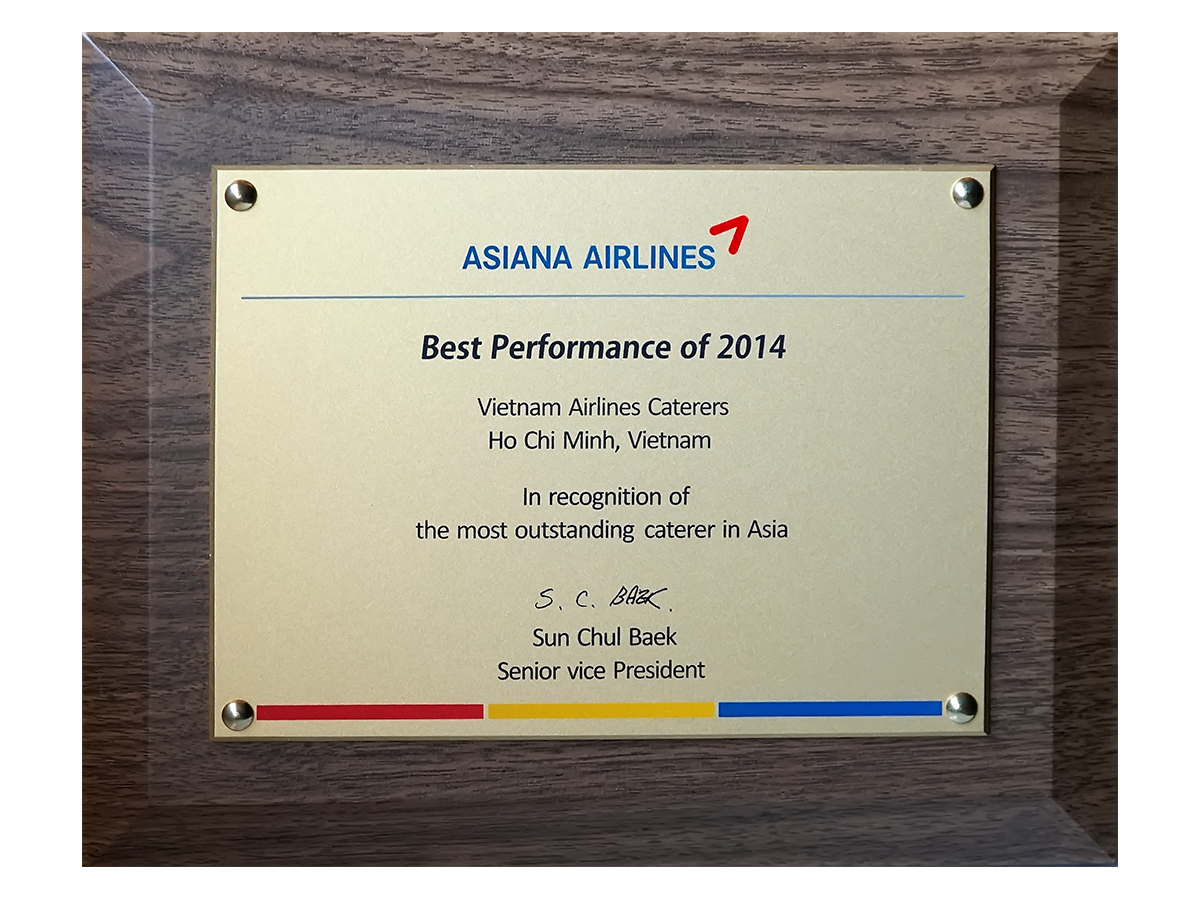 ASIANA AIRLINES
Best Performance of 2014
Vietnam Airlines Caterers
Ho Chi Minh, Vietnam
In recognition of
the most outstanding caterer in Asia
S. C. BAEK.
Sun Chul Baek
Senior vice President